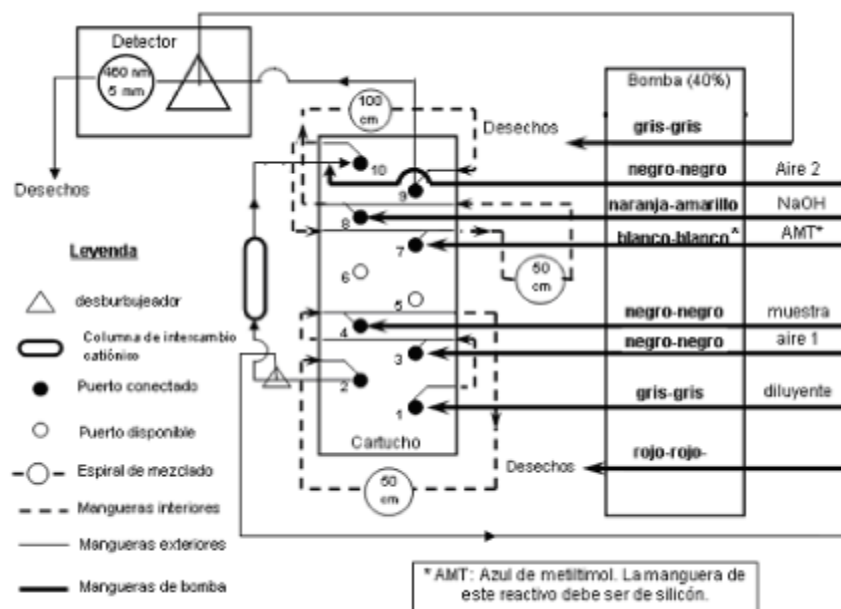 Detector
460 nm
5 mm
Desechos
100
cm
Desechos
Bomba (40%)
gris-gris
negro-negro
Aire 2
naranja-amarillo
NaOH
blanco-blanco*
AMT*
10
9
8
7
6
5
4
3
2
1
50
cm
negro-negro
muestra
negro-negro
aire 1
gris-gris
diluyente
rojo-rojo-
Cartucho
Desechos
50
cm
Leyenda
desburbujeador
Columna de intercambio
catiónico
Puerto conectado
Puerto disponible
Espiral de mezclado
Mangueras interiores
Mangueras exteriores
Mangueras de bomba
* AMT: Azul de metiltimol. La manguera de
este reactivo debe ser de silicón.